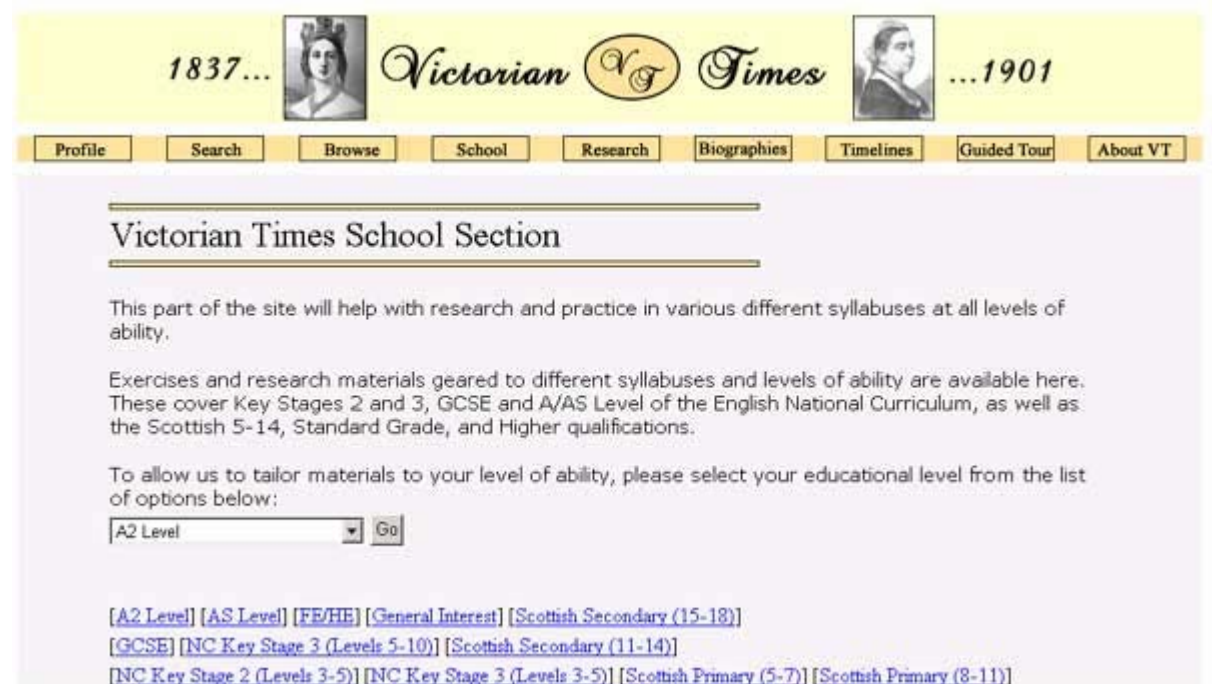 1837... Victorian VT Times ...1901
Profile Search Browse School Research Biographies Timelines Guided Tour About VT
Victorian Times School Section
This part of the site will help with research and practice in various different syllabuses at all levels of
ability.
Exercises and research materials geared to different syllabuses and levels of ability are available here.
These cover Key Stages 2 and 3, GCSE and A/AS Level of the English National Curriculum, as well as
the Scottish 5-14, Standard Grade, and Higher qualifications.
To allow us to tailor materials to your level of ability, please select your educational level from the list
of options below:
A2 Level Go
[A2 Level] [AS Level] [FE/HE] [General Interest] [Scottish Secondary (15-18)]
[GCSE] [NC Key Stage 3 (Levels 5-10)] [Scottish Secondary (11-14)]
[NC Key Stage 2 (Levels 3-5)] [NC Key Stage 3 (Levels 3-5)] [Scottish Primary (5-7)] [Scottish Primary (8-11)]